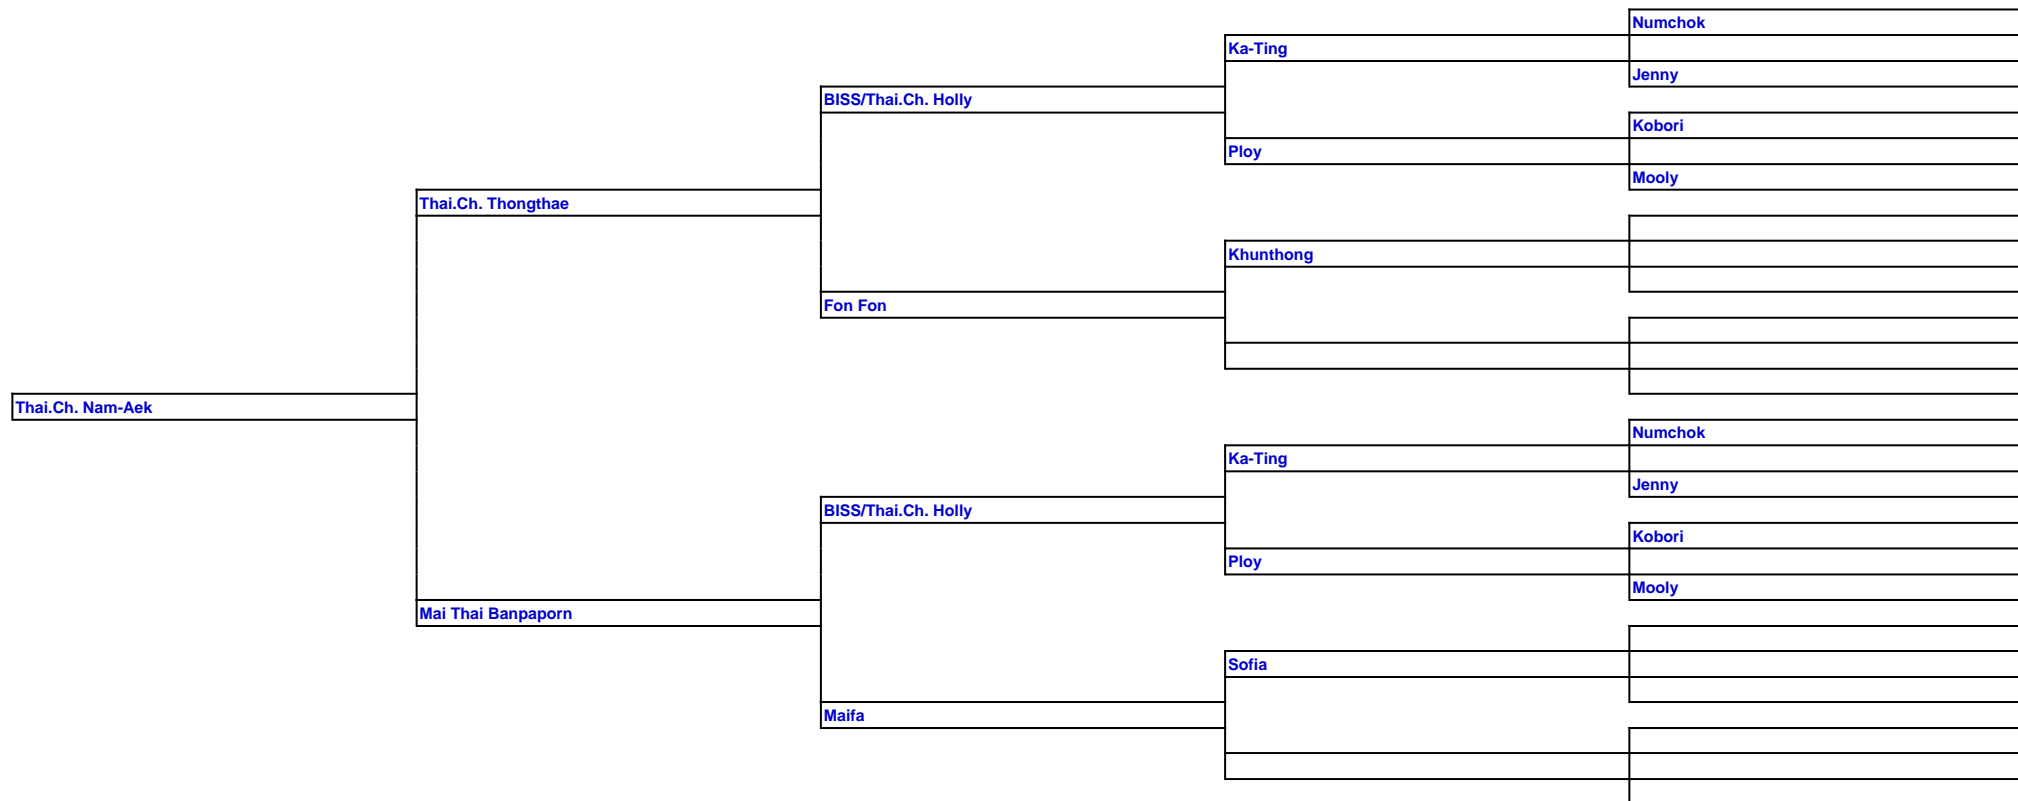 Numchok
Ka-Ting
Jenny
BISS/Thai.Ch. Holly
Kobori
Ploy
Mooly
Thai.Ch. Thongthae
Khunthong
Fon Fon
Thai.Ch. Nam-Aek
Numchok
Ka-Ting
Jenny
BISS/Thai.Ch. Holly
Kobori
Ploy
Mooly
Mai Thai Banpaporn
Sofia
Maifa